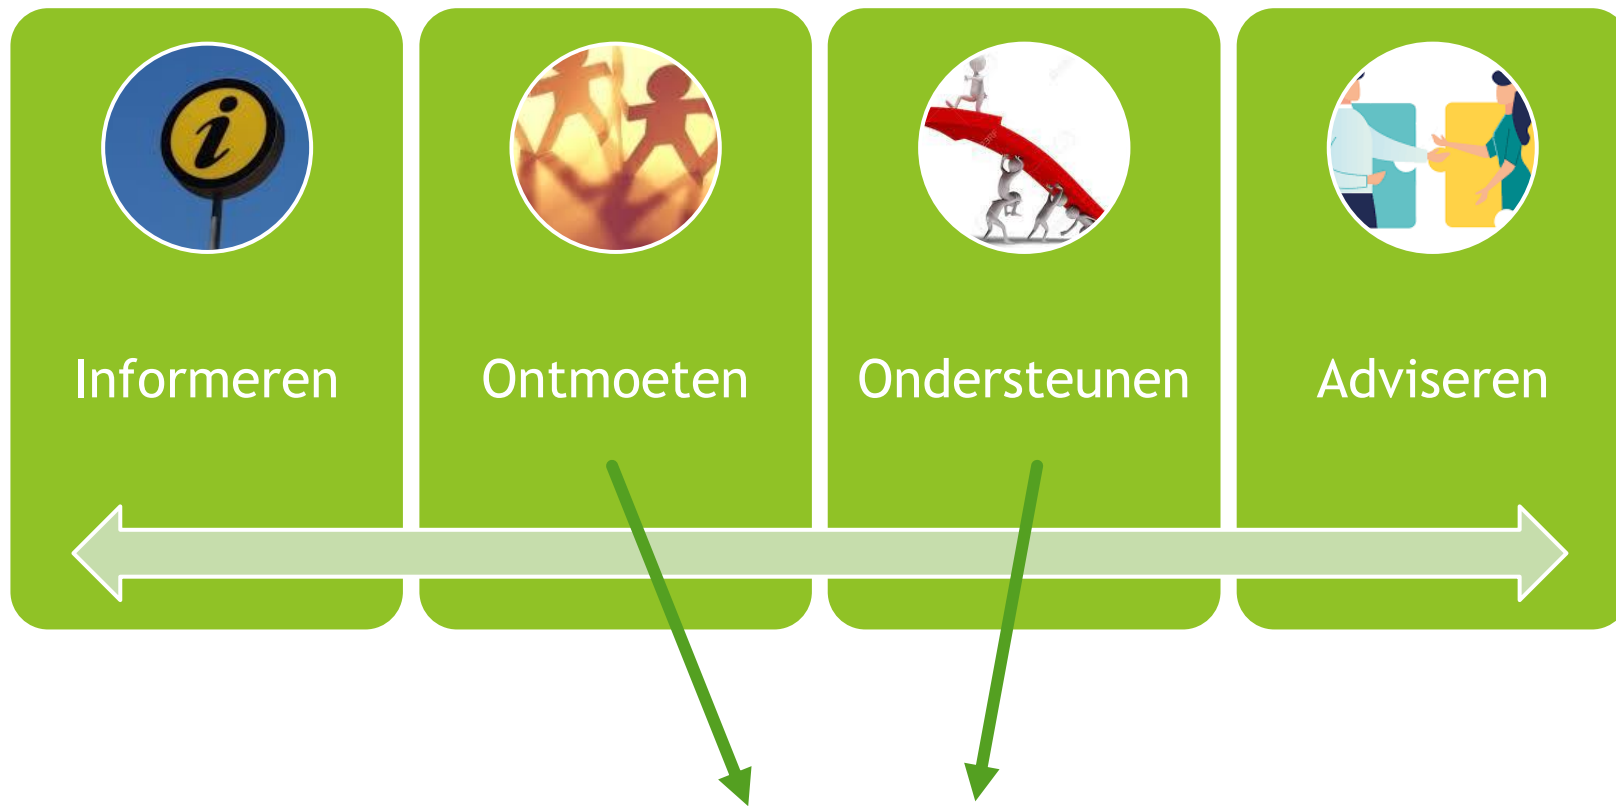 i
Informeren
Ontmoeten
Ondersteunen
Adviseren